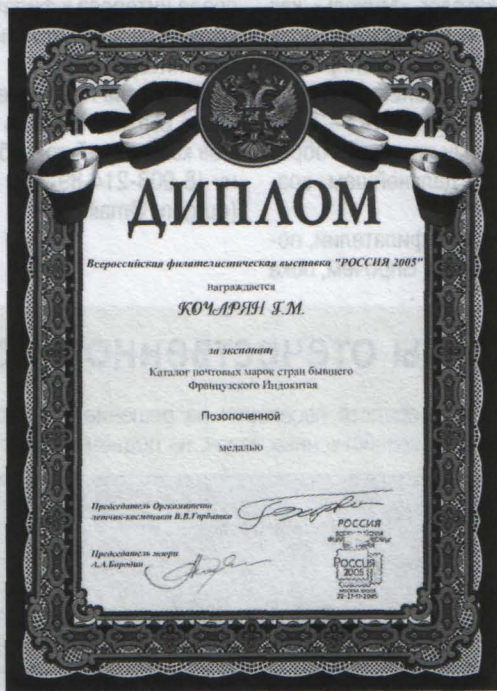 ДИПЛОМ
Всероссийская филателистическая выставка "РОССИЯ 2005"
награждается
КОЧАРЯН Г.М.
за экспонат
Каталог почтовых марок стран бывшего
Французского Индокитая
Позолоченной
медалью
Председатель Оргкомитета
летчик-космонавт В.В.Горбатко
Председатель жюри
А.А.Бородин
РОССИЯ
РОССИЯ
2005